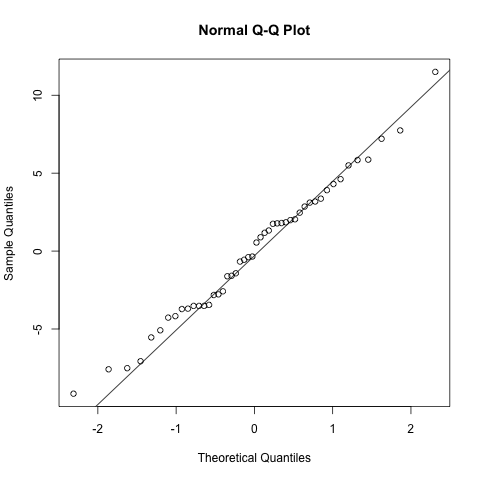 Normal Q-Q Plot
10
5
0
-5
Sample Quantiles
-2 -1 0 1 2
Theoretical Quantiles